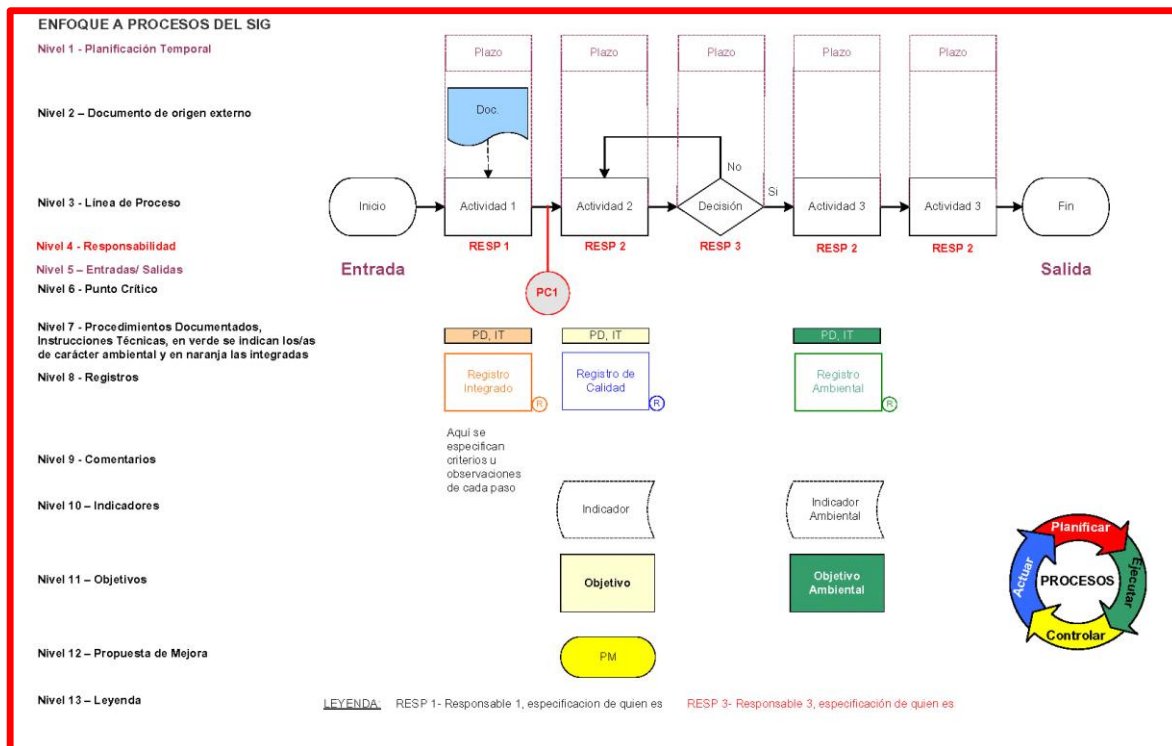 ENFOQUE A PROCESOS DEL SIG
Nivel 1 - Planificación Temporal
Plazo
Plazo
Plazo
Plazo
Plazo
Nivel 2 – Documento de origen externo
Doc.
No
Si
Nivel 3 - Línea de Proceso
Inicio
Actividad 1
Actividad 2
Decisión
Actividad 3
Actividad 3
Fin
Nivel 4 - Responsabilidad
RESP 1
RESP 2
RESP 3
RESP 2
RESP 2
Nivel 5 – Entradas/ Salidas
Entrada
Salida
Nivel 6 - Punto Crítico
PC1
Nivel 7 - Procedimientos Documentados,
Instrucciones Técnicas, en verde se indican los/as
de carácter ambiental y en naranja las integradas
PD, IT
PD, IT
PD, IT
Nivel 8 - Registros
Registro
Integrado
R
Registro de
Calidad
R
Registro
Ambiental
R
Nivel 9 – Comentarios
Aquí se
especifican
criterios u
observaciones
de cada paso
Nivel 10 – Indicadores
Indicador
Indicador
Ambiental
Nivel 11 – Objetivos
Objetivo
Objetivo
Ambiental
Planificar
Ejecutar
Controlar
Actuar
PROCESOS
Nivel 12 – Propuesta de Mejora
PM
Nivel 13 – Leyenda
LEYENDA: RESP 1- Responsable 1, especificacion de quien es RESP 3- Responsable 3, especificación de quien es